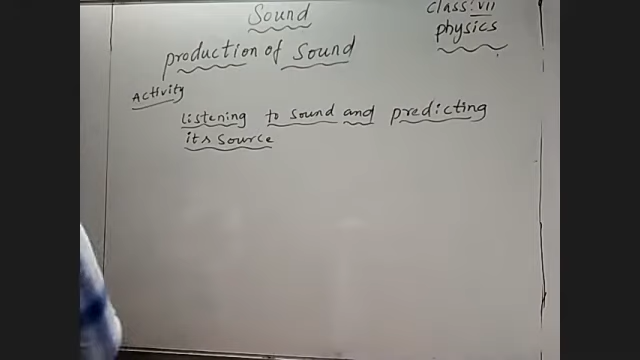 Sound
class: VII
physics
production of Sound
Activity
listening to sound and predicting
its source